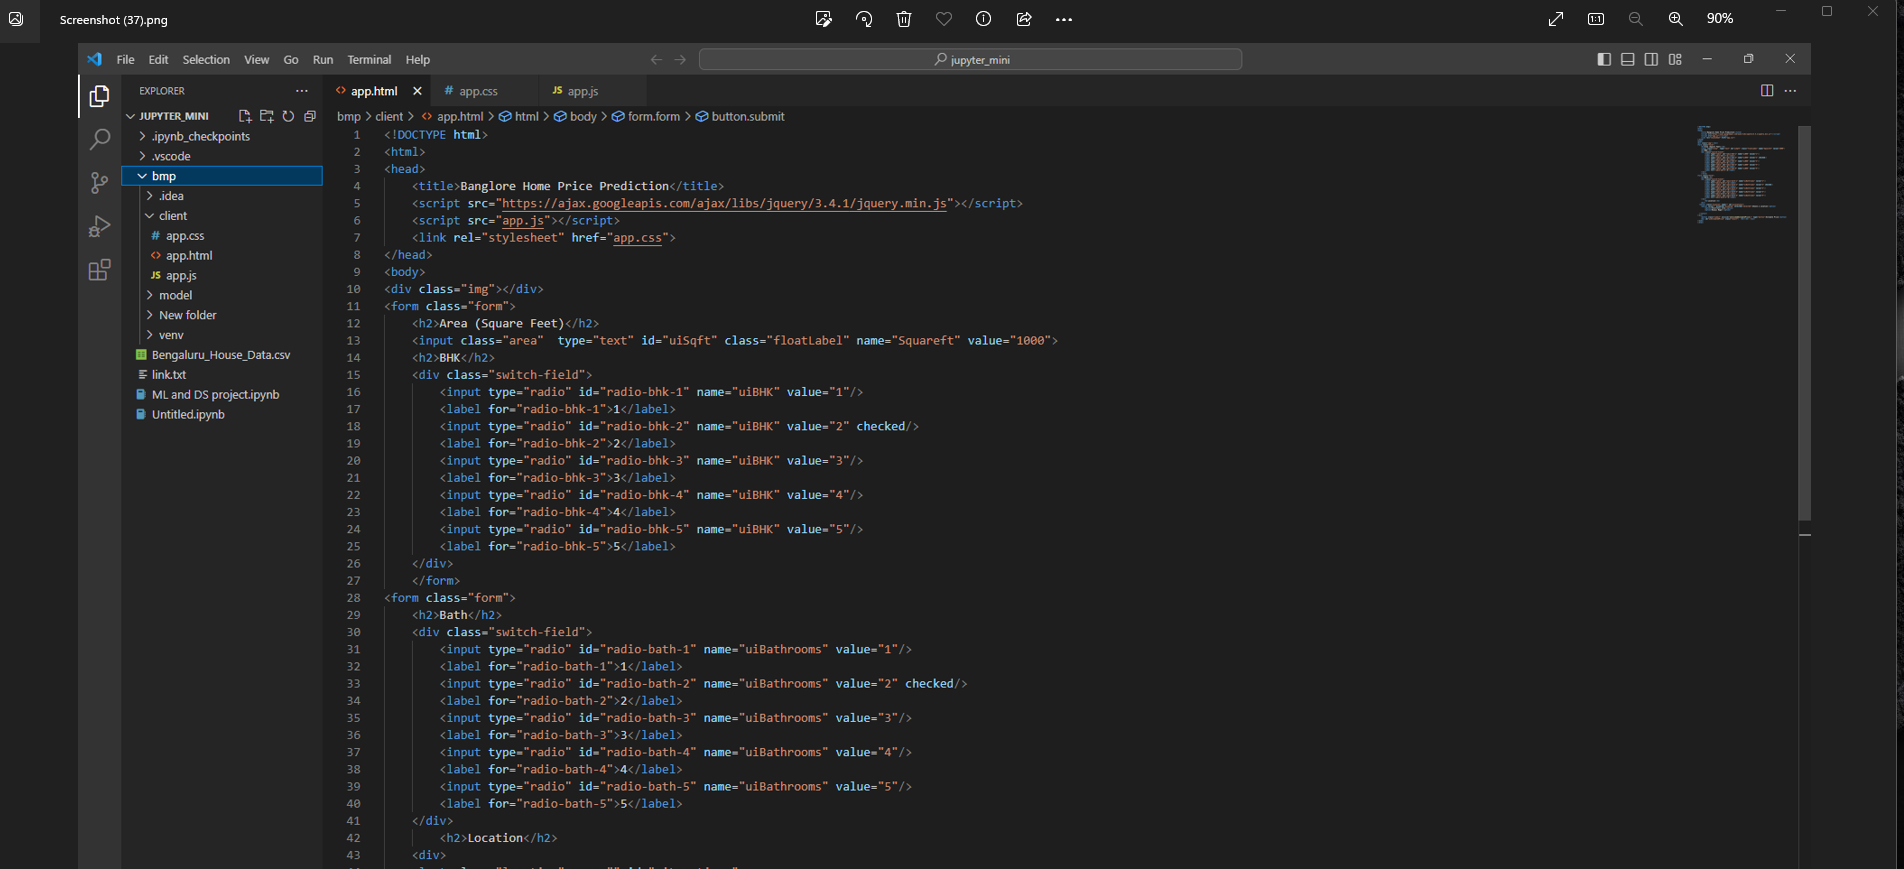 Screenshot (37).png
90%
File Edit Selection View Go Run Terminal Help
jupyter_mini
EXPLORER
JUPYTER_MINI
.ipynb_checkpoints
.vscode
bmp
.idea
client
# app.css
<> app.html
JS app.js
model
New folder
venv
Bengaluru_House_Data.csv
link.txt
ML and DS project.ipynb
Untitled.ipynb
<> app.html
# app.css
JS app.js
bmp > client > <> app.html > html > body > form.form > button.submit
1 <!DOCTYPE html>
2 <html>
3 <head>
4 <title>Banglore Home Price Prediction</title>
5 <script src="https://ajax.googleapis.com/ajax/libs/jquery/3.4.1/jquery.min.js"></script>
6 <script src="app.js"></script>
7 <link rel="stylesheet" href="app.css">
8 </head>
9 <body>
10 <div class="img"></div>
11 <form class="form">
12 <h2>Area (Square Feet)</h2>
13 <input class="area"  type="text" id="uiSqft" class="floatLabel" name="Squareft" value="1000">
14 <h2>BHK</h2>
15 <div class="switch-field">
16 <input type="radio" id="radio-bhk-1" name="uiBHK" value="1"/>
17 <label for="radio-bhk-1">1</label>
18 <input type="radio" id="radio-bhk-2" name="uiBHK" value="2" checked/>
19 <label for="radio-bhk-2">2</label>
20 <input type="radio" id="radio-bhk-3" name="uiBHK" value="3"/>
21 <label for="radio-bhk-3">3</label>
22 <input type="radio" id="radio-bhk-4" name="uiBHK" value="4"/>
23 <label for="radio-bhk-4">4</label>
24 <input type="radio" id="radio-bhk-5" name="uiBHK" value="5"/>
25 <label for="radio-bhk-5">5</label>
26 </div>
27 </form>
28 <form class="form">
29 <h2>Bath</h2>
30 <div class="switch-field">
31 <input type="radio" id="radio-bath-1" name="uiBathrooms" value="1"/>
32 <label for="radio-bath-1">1</label>
33 <input type="radio" id="radio-bath-2" name="uiBathrooms" value="2" checked/>
34 <label for="radio-bath-2">2</label>
35 <input type="radio" id="radio-bath-3" name="uiBathrooms" value="3"/>
36 <label for="radio-bath-3">3</label>
37 <input type="radio" id="radio-bath-4" name="uiBathrooms" value="4"/>
38 <label for="radio-bath-4">4</label>
39 <input type="radio" id="radio-bath-5" name="uiBathrooms" value="5"/>
40 <label for="radio-bath-5">5</label>
41 </div>
42 <h2>Location</h2>
43 <div>